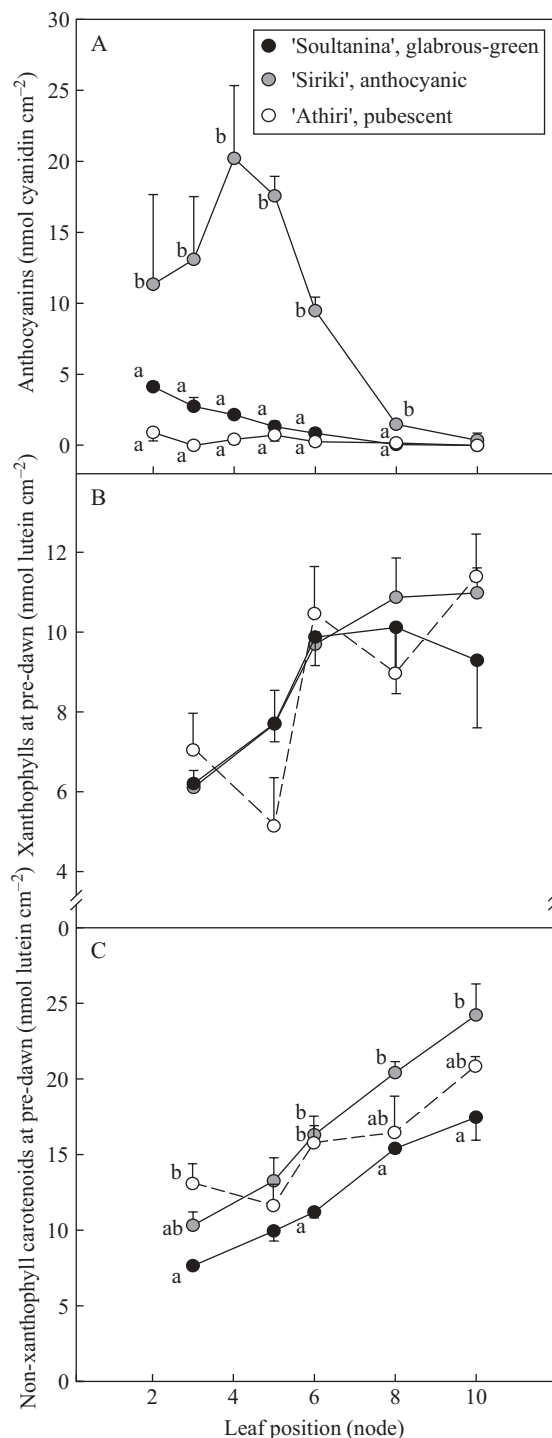 A
'Soultanina', glabrous-green
'Siriki', anthocyanic
'Athiri', pubescent
Anthocyanins (nmol cyanidin cm⁻²)
30
25
20
15
10
5
0
b
b
b
b
b
b
a
a
a
a
a
a
a
a
a
a
a
a
B
Xanthophylls at pre-dawn (nmol lutein cm⁻²)
12
10
8
6
4
0
C
Non-xanthophyll carotenoids at pre-dawn (nmol lutein cm⁻²)
25
20
15
10
5
0
b
ab
a
b
b
a
b
ab
a
b
ab
a
2
4
6
8
10
Leaf position (node)